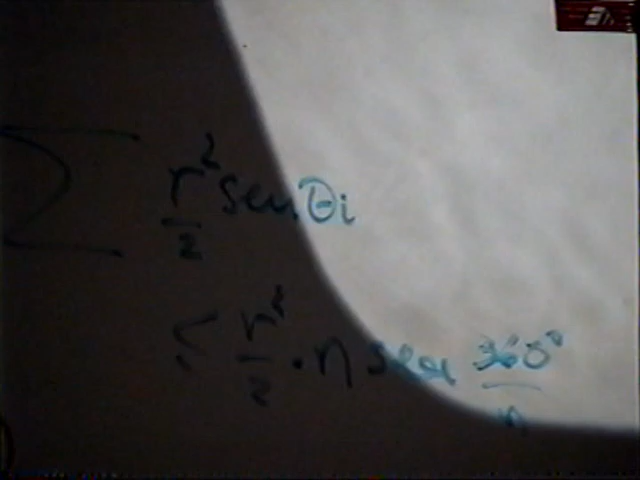 ∑ r²/2 sen θi
≤ r²/2 · n sen 360°/n